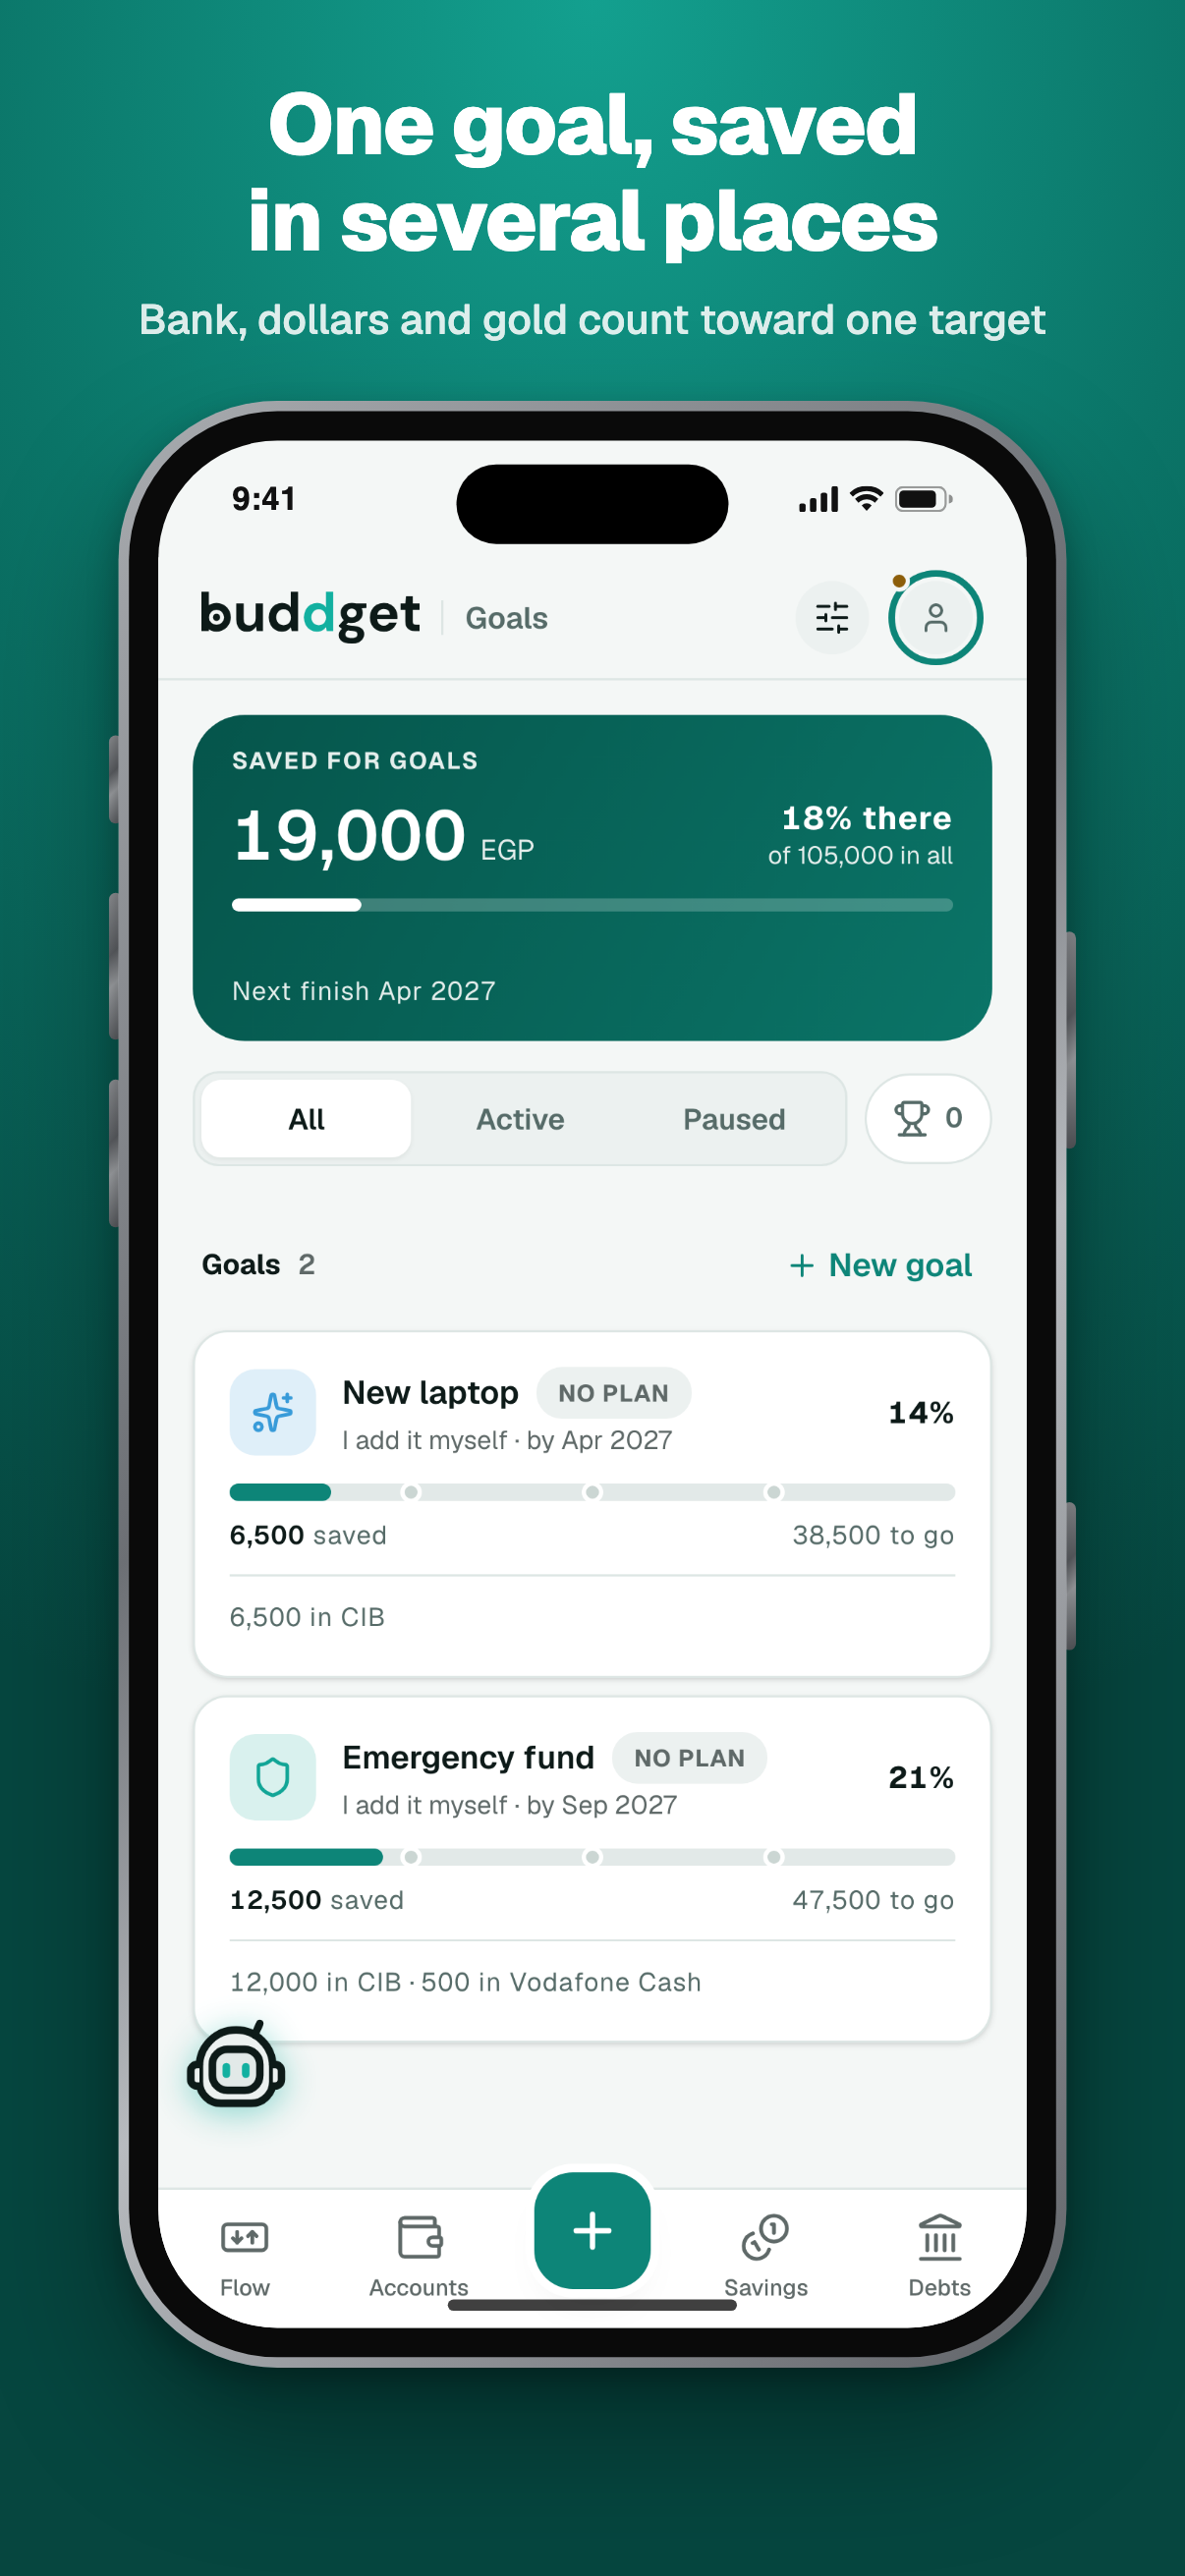 One goal, saved
in several places
Bank, dollars and gold count toward one target
9:41
buddget | Goals
SAVED FOR GOALS
19,000 EGP
18% there
of 105,000 in all
Next finish Apr 2027
All
Active
Paused
0
Goals 2
+ New goal
New laptop NO PLAN
14%
I add it myself · by Apr 2027
6,500 saved
38,500 to go
6,500 in CIB
Emergency fund NO PLAN
21%
I add it myself · by Sep 2027
12,500 saved
47,500 to go
12,000 in CIB · 500 in Vodafone Cash
Flow
Accounts
Savings
Debts